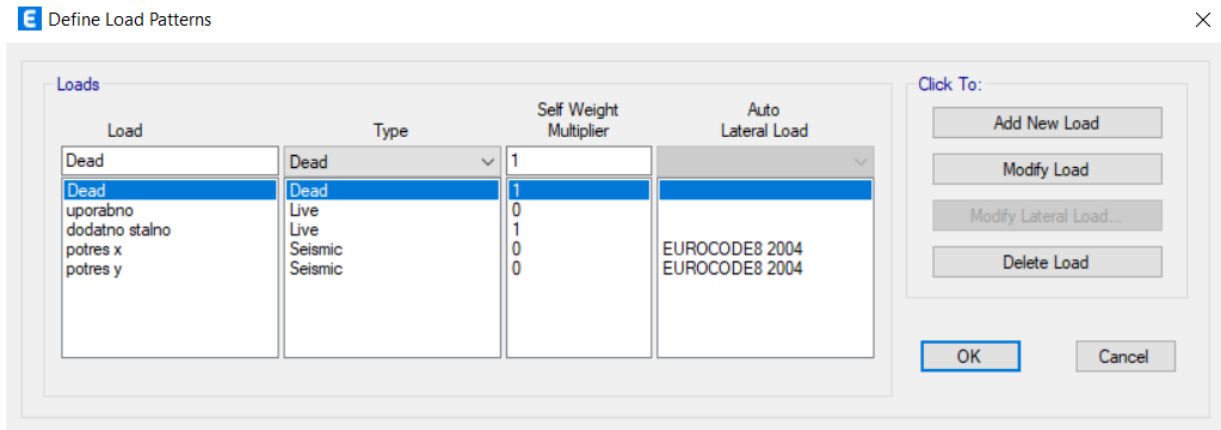 E Define Load Patterns
Loads
Load Type Self Weight Multiplier Auto Lateral Load
Dead Dead 1
Dead Dead 1
uporabno Live 0
dodatno stalno Live 1
potres x Seismic 0 EUROCODE8 2004
potres y Seismic 0 EUROCODE8 2004
Click To:
Add New Load
Modify Load
Modify Lateral Load...
Delete Load
OK Cancel